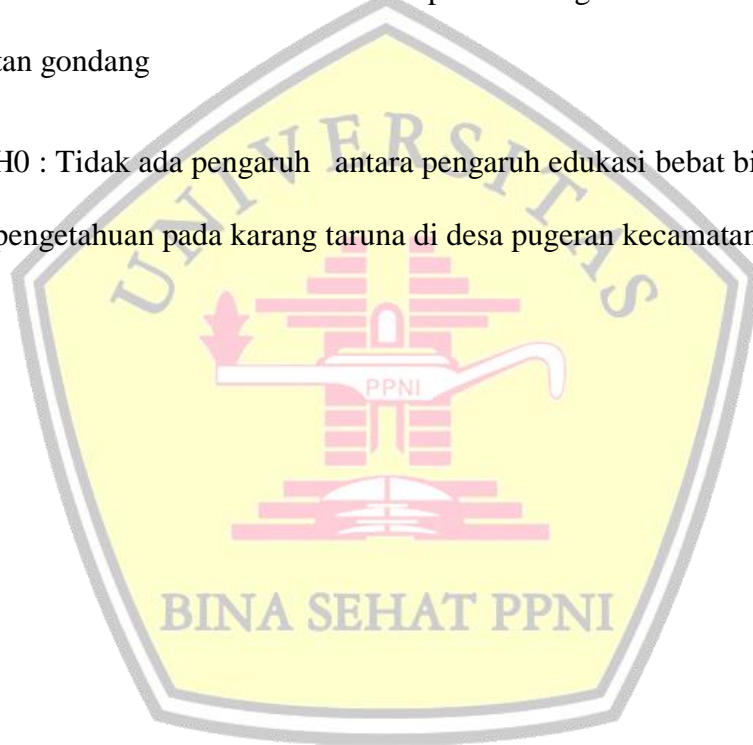 tan gondang
H0 : Tidak ada pengaruh antara pengaruh edukasi bebat bi
pengetahuan pada karang taruna di desa pugeran kecamatan
UNIVERSITAS
PPNI
BINA SEHAT PPNI